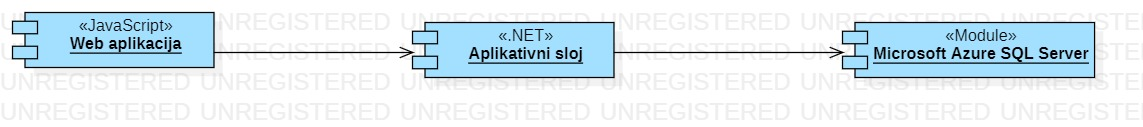 «JavaScript»
Web aplikacija
«.NET»
Aplikativni sloj
«Module»
Microsoft Azure SQL Server
UNREGISTERED UNREGISTERED UNREGISTERED UNREGISTERED UNREGISTERED UNREGISTERED
UNREGISTERED UNREGISTERED UNREGISTERED UNREGISTERED UNREGISTERED UNREGISTERED
UNREGISTERED UNREGISTERED UNREGISTERED UNREGISTERED UNREGISTERED UNREGISTERED
UNREGISTERED UNREGISTERED UNREGISTERED UNREGISTERED UNREGISTERED UNREGISTERED